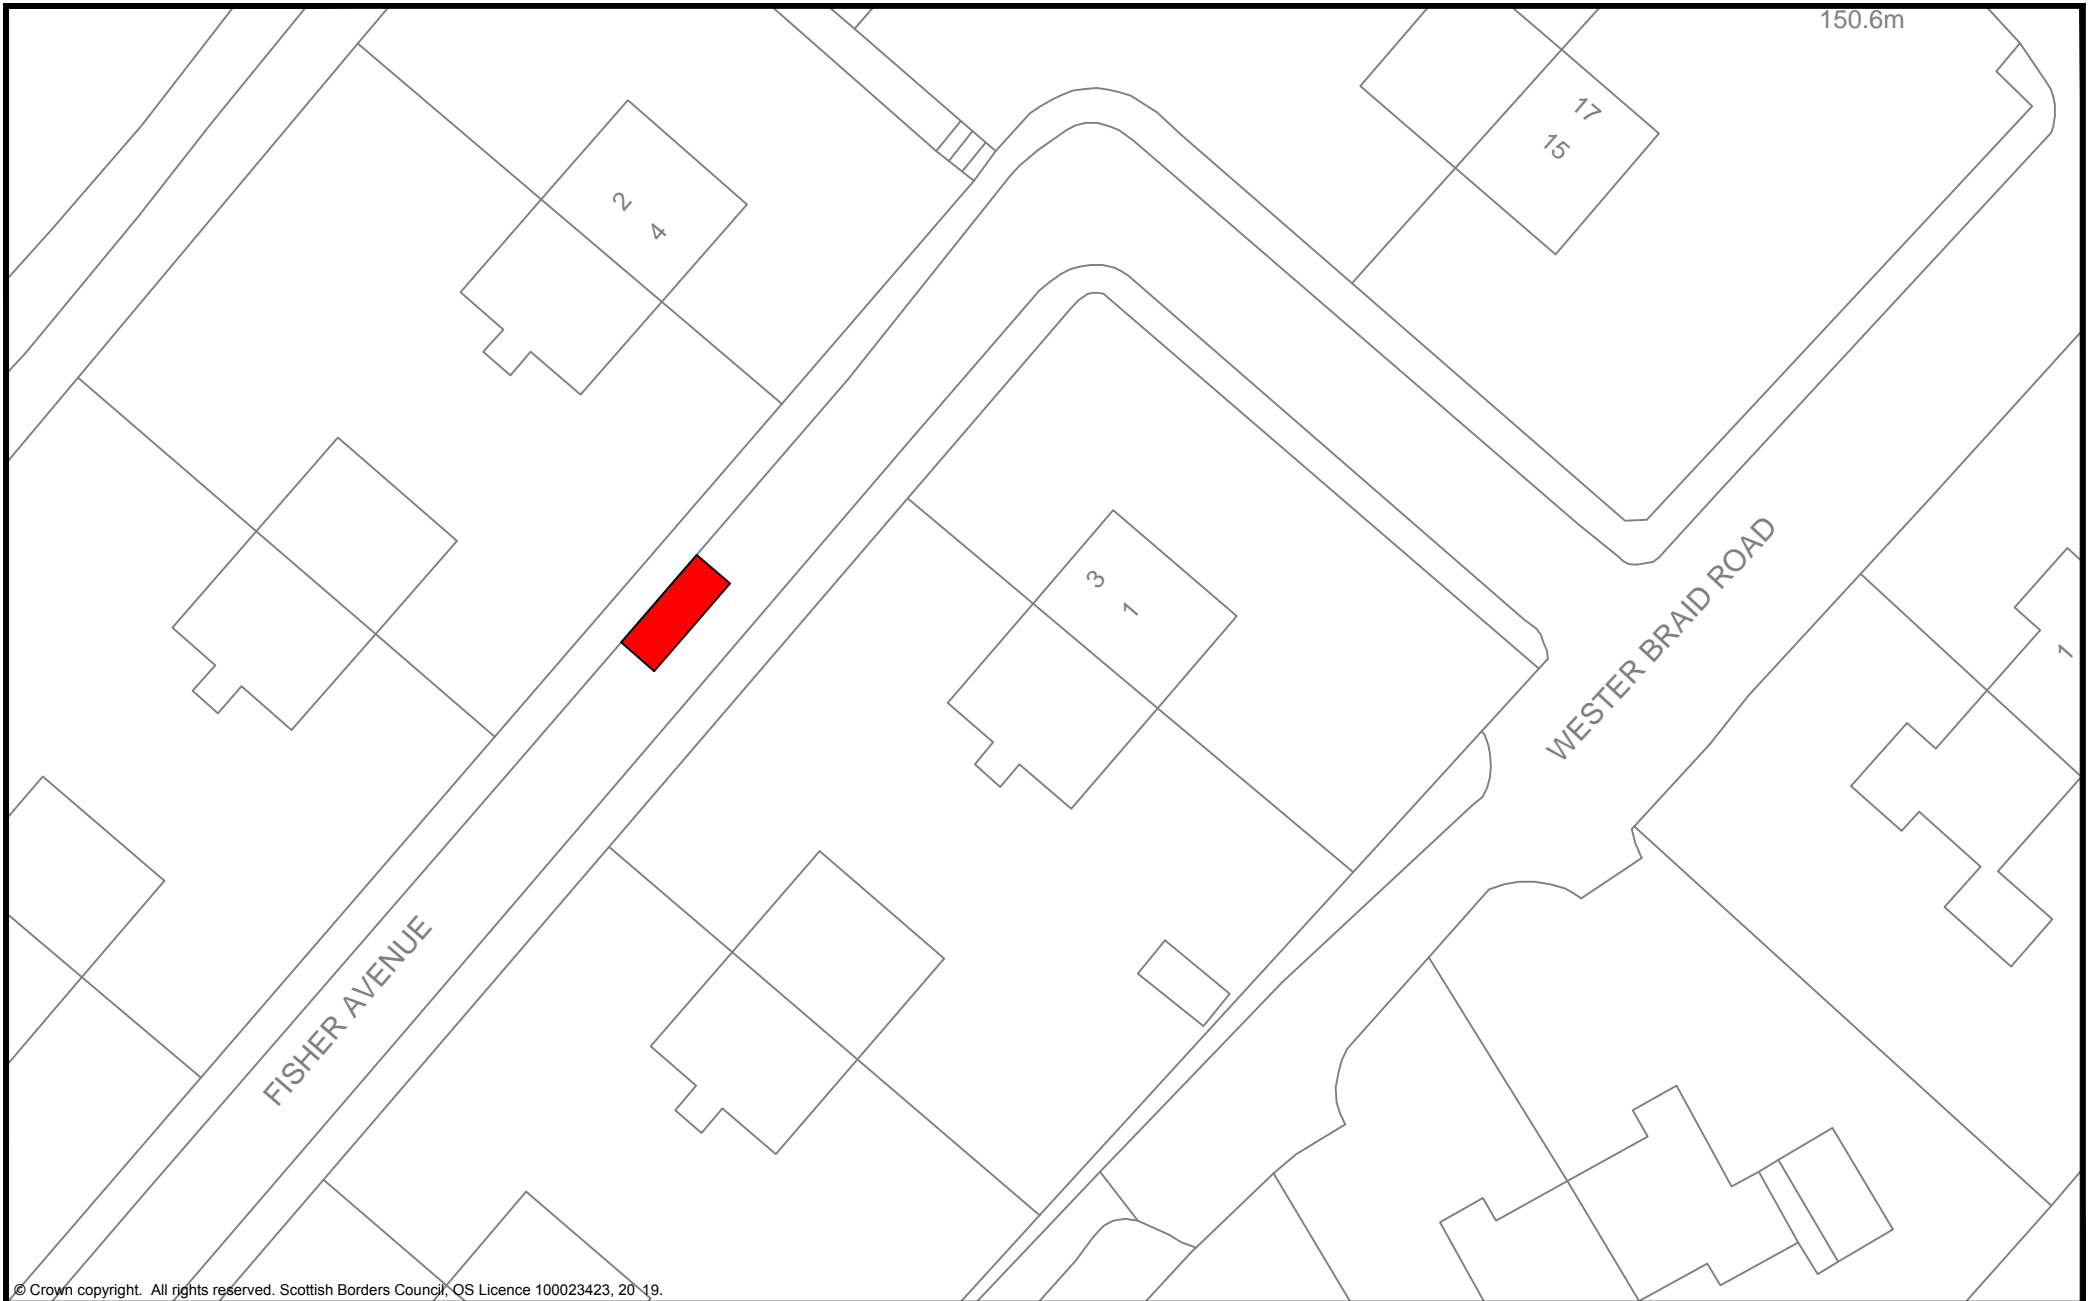 150.6m
17
15
2
4
3
1
WESTER BRAID ROAD
1
FISHER AVENUE
© Crown copyright. All rights reserved. Scottish Borders Council, OS Licence 100023423, 20 19.